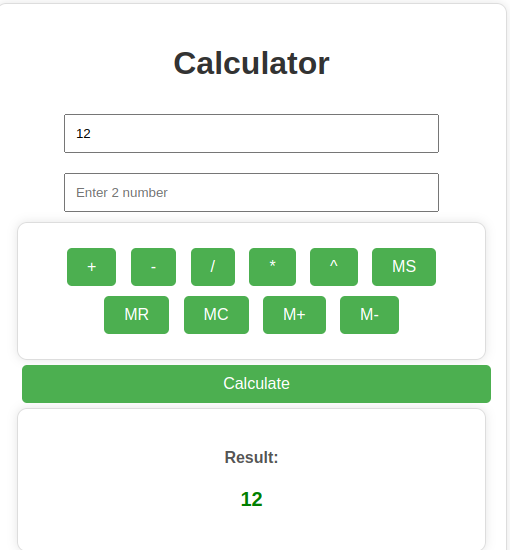 Calculator
12
Enter 2 number
+ - / * ^ MS
MR MC M+ M-
Calculate
Result:
12